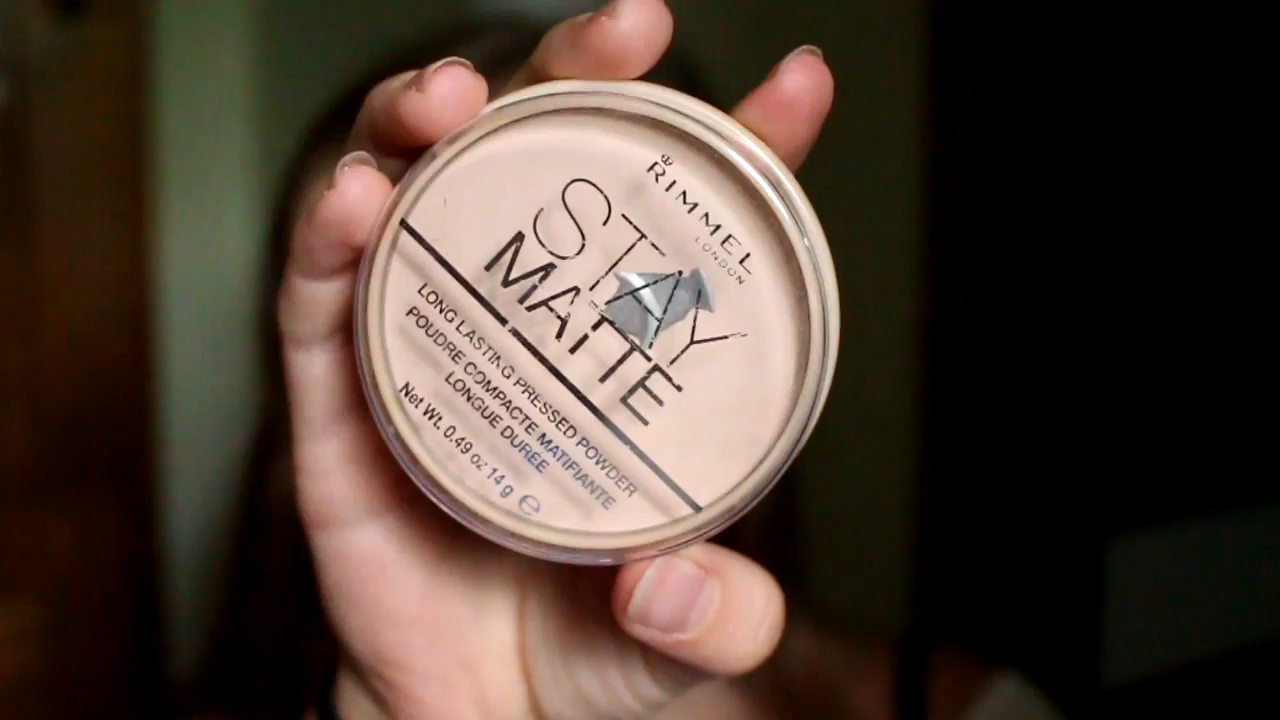 RIMMEL
LONDON
STAY
MATTE
LONG LASTING PRESSED POWDER
POUDRE COMPACTE MATIFIANTE
LONGUE DURÉE
Net Wt. 0.49 oz 14 g ℮